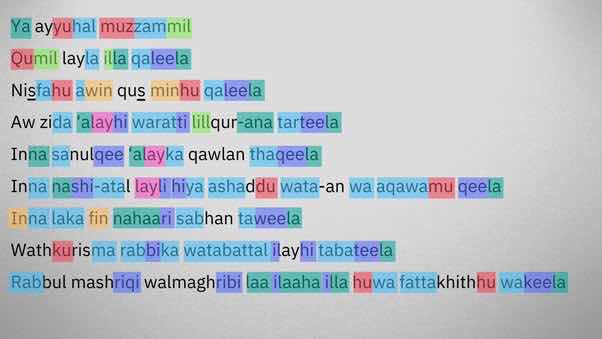 Ya ayyuhal muzzammil
Qumil layla illa qaleela
Nisfahu awin qus minhu qaleela
Aw zida ‘alayhi waratti lillqur-ana tarteela
Inna sanulqee ‘alayka qawlan thaqeela
Inna nashi-atal layli hiya ashaddu wata-an wa aqawamu qeela
Inna laka fin nahaari sabhan taweela
Wathkurisma rabbika watabattal ilayhi tabateela
Rabbul mashriqi walmaghribi laa ilaaha illa huwa fattakhithhu wakeela